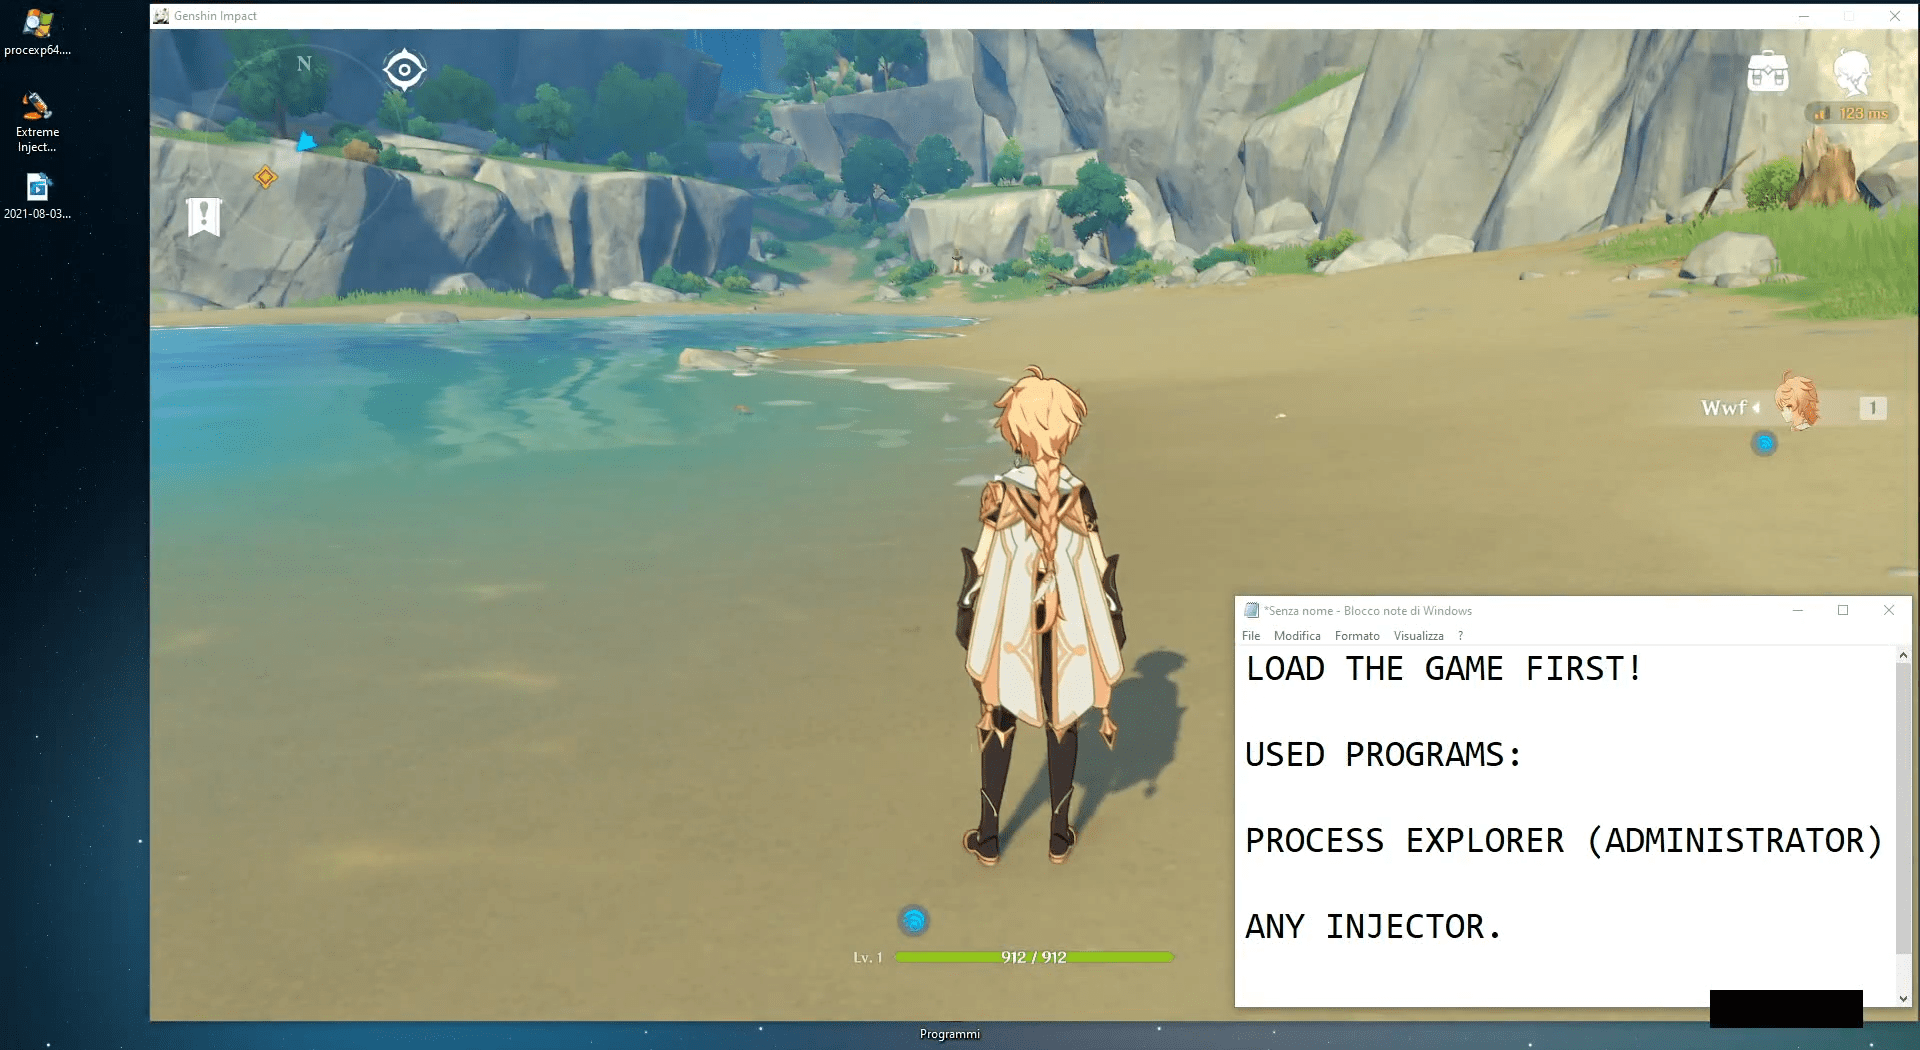 procexp64....
Extreme
Inject...
2021-08-03...
Genshin Impact
N
123 ms
Wwf
1
Lv. 1
912 / 912
*Senza nome - Blocco note di Windows
File Modifica Formato Visualizza ?
LOAD THE GAME FIRST!
USED PROGRAMS:
PROCESS EXPLORER (ADMINISTRATOR)
ANY INJECTOR.
Programmi